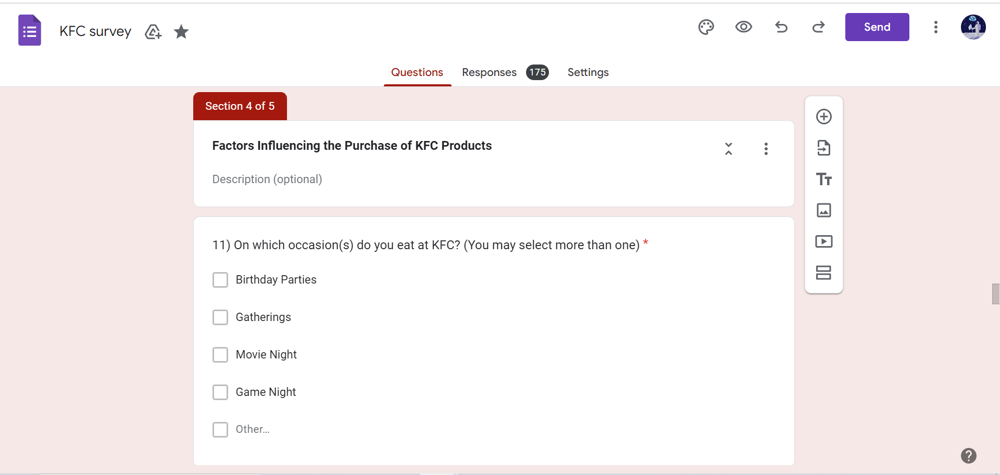 KFC survey
Send
Questions
Responses 175
Settings
Section 4 of 5
Factors Influencing the Purchase of KFC Products
Description (optional)
Tт
11) On which occasion(s) do you eat at KFC? (You may select more than one) *
Birthday Parties
Gatherings
Movie Night
Game Night
Other...